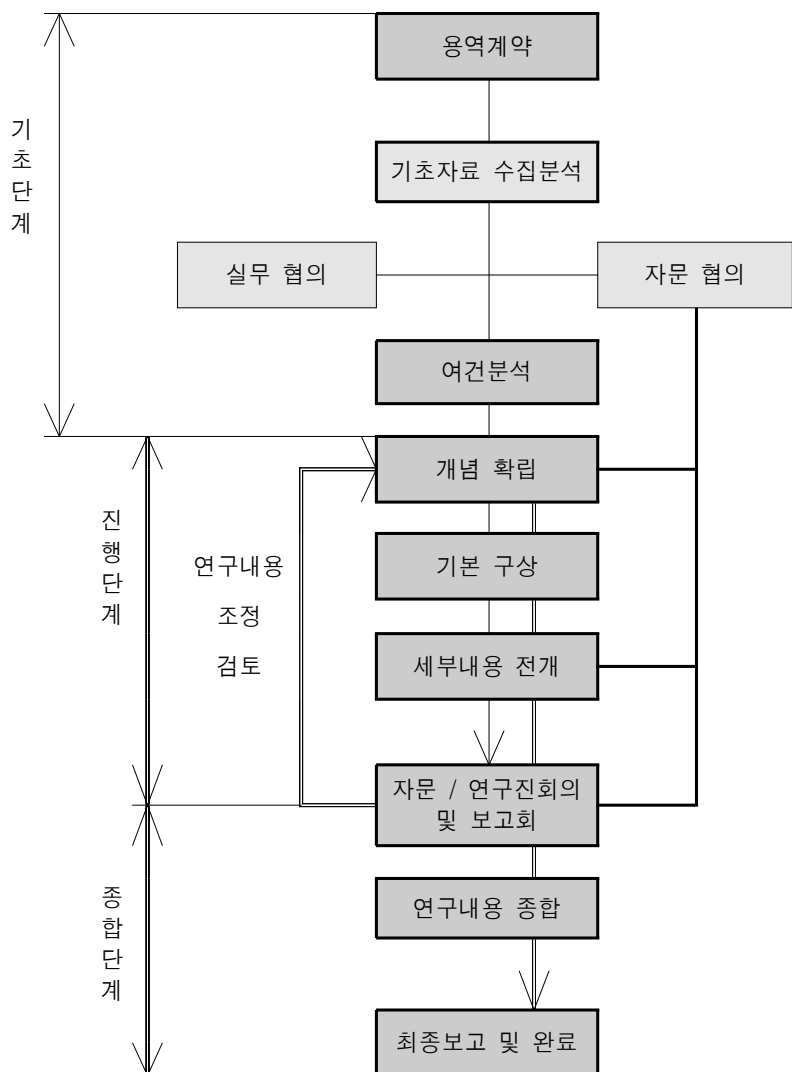 용역계약
기초단계
기초자료 수집분석
실무 협의
자문 협의
여건분석
개념 확립
진행단계
연구내용
조정
검토
기본 구상
세부내용 전개
자문 / 연구진회의
및 보고회
종합단계
연구내용 종합
최종보고 및 완료